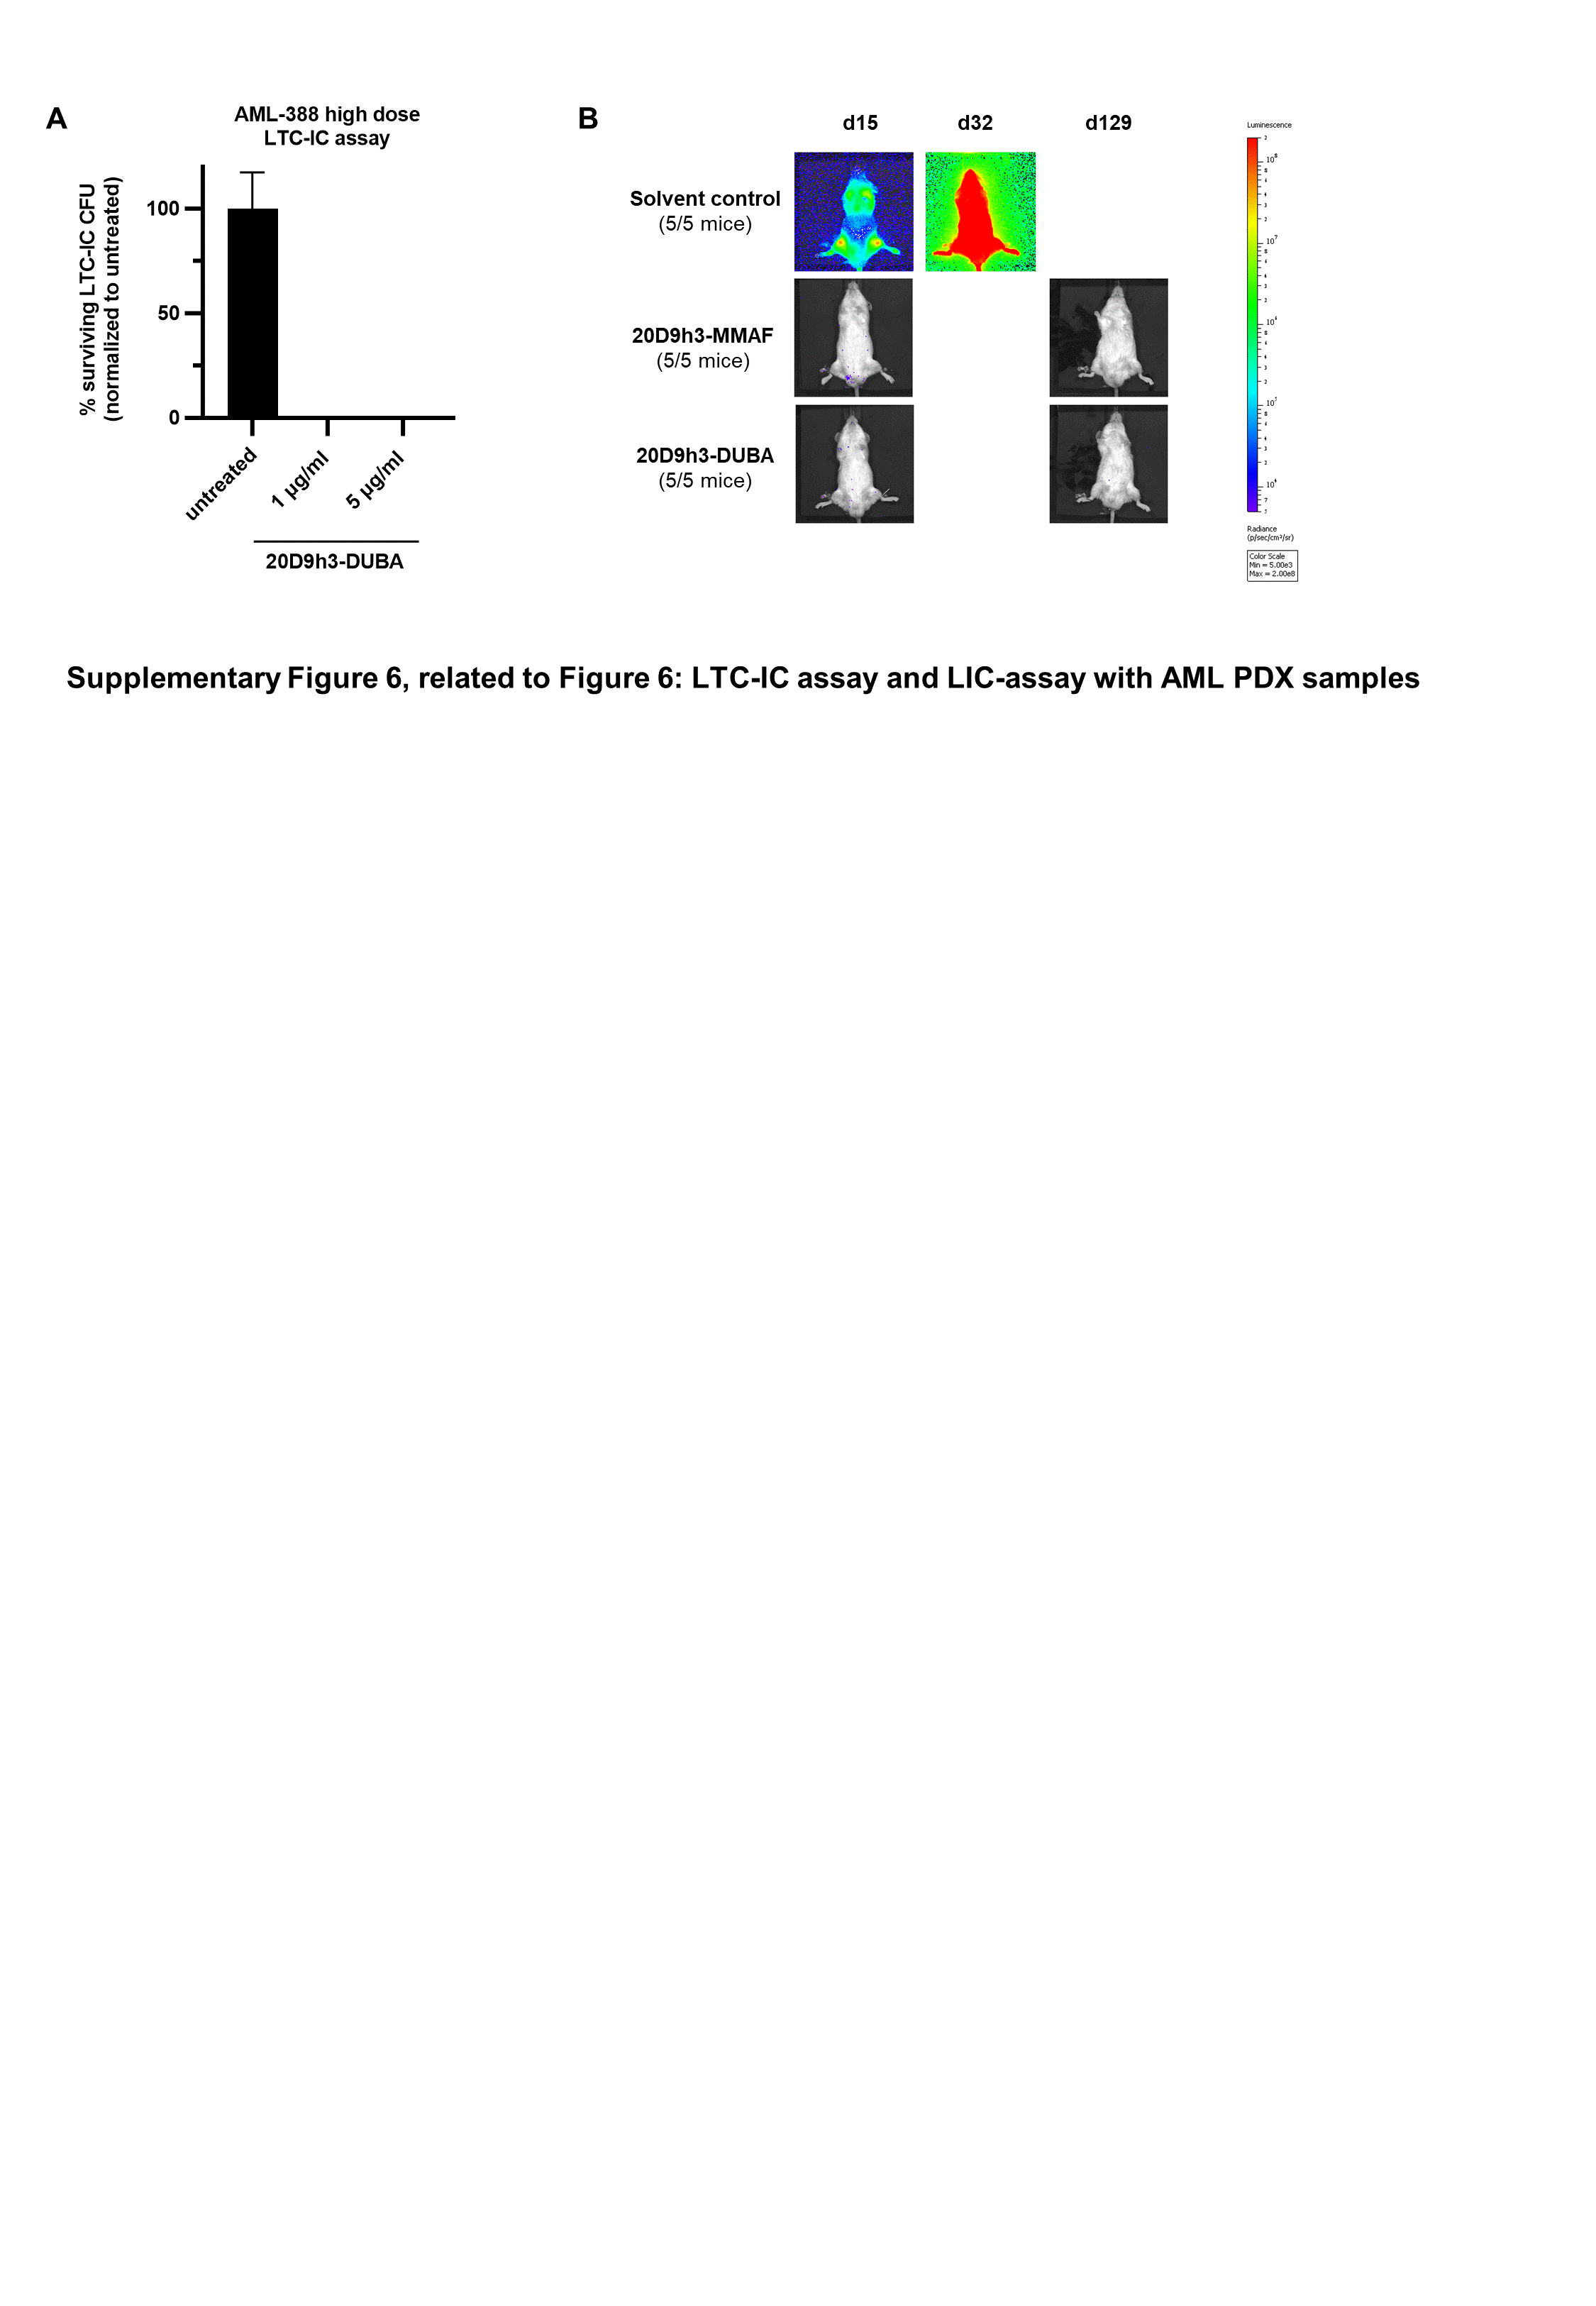 A
AML-388 high dose
LTC-IC assay
% surviving LTC-IC CFU
(normalized to untreated)
100
50
0
untreated
1 µg/ml
5 µg/ml
20D9h3-DUBA
B
d15
d32
d129
Solvent control
(5/5 mice)
20D9h3-MMAF
(5/5 mice)
20D9h3-DUBA
(5/5 mice)
Luminescence
Radiance
(p/sec/cm²/sr)
Color Scale
Min = 5.00e3
Max = 2.00e8
Supplementary Figure 6, related to Figure 6: LTC-IC assay and LIC-assay with AML PDX samples